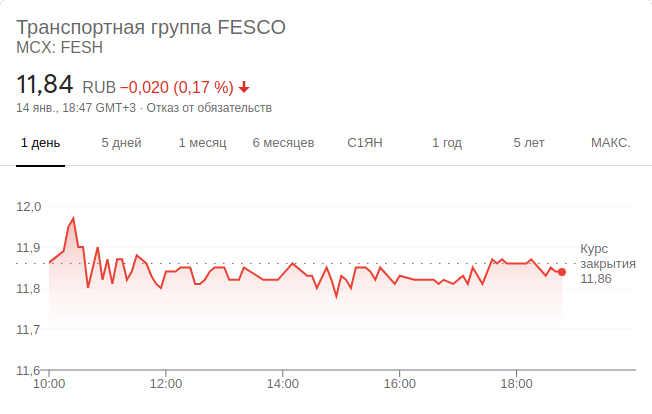 Транспортная группа FESCO
MCX: FESH
11,84 RUB −0,020 (0,17 %)
14 янв., 18:47 GMT+3 · Отказ от обязательств
1 день 5 дней 1 месяц 6 месяцев С1ЯН 1 год 5 лет МАКС.
12,0
11,9
Курс
закрытия
11,86
11,8
11,7
11,6
10:00 12:00 14:00 16:00 18:00